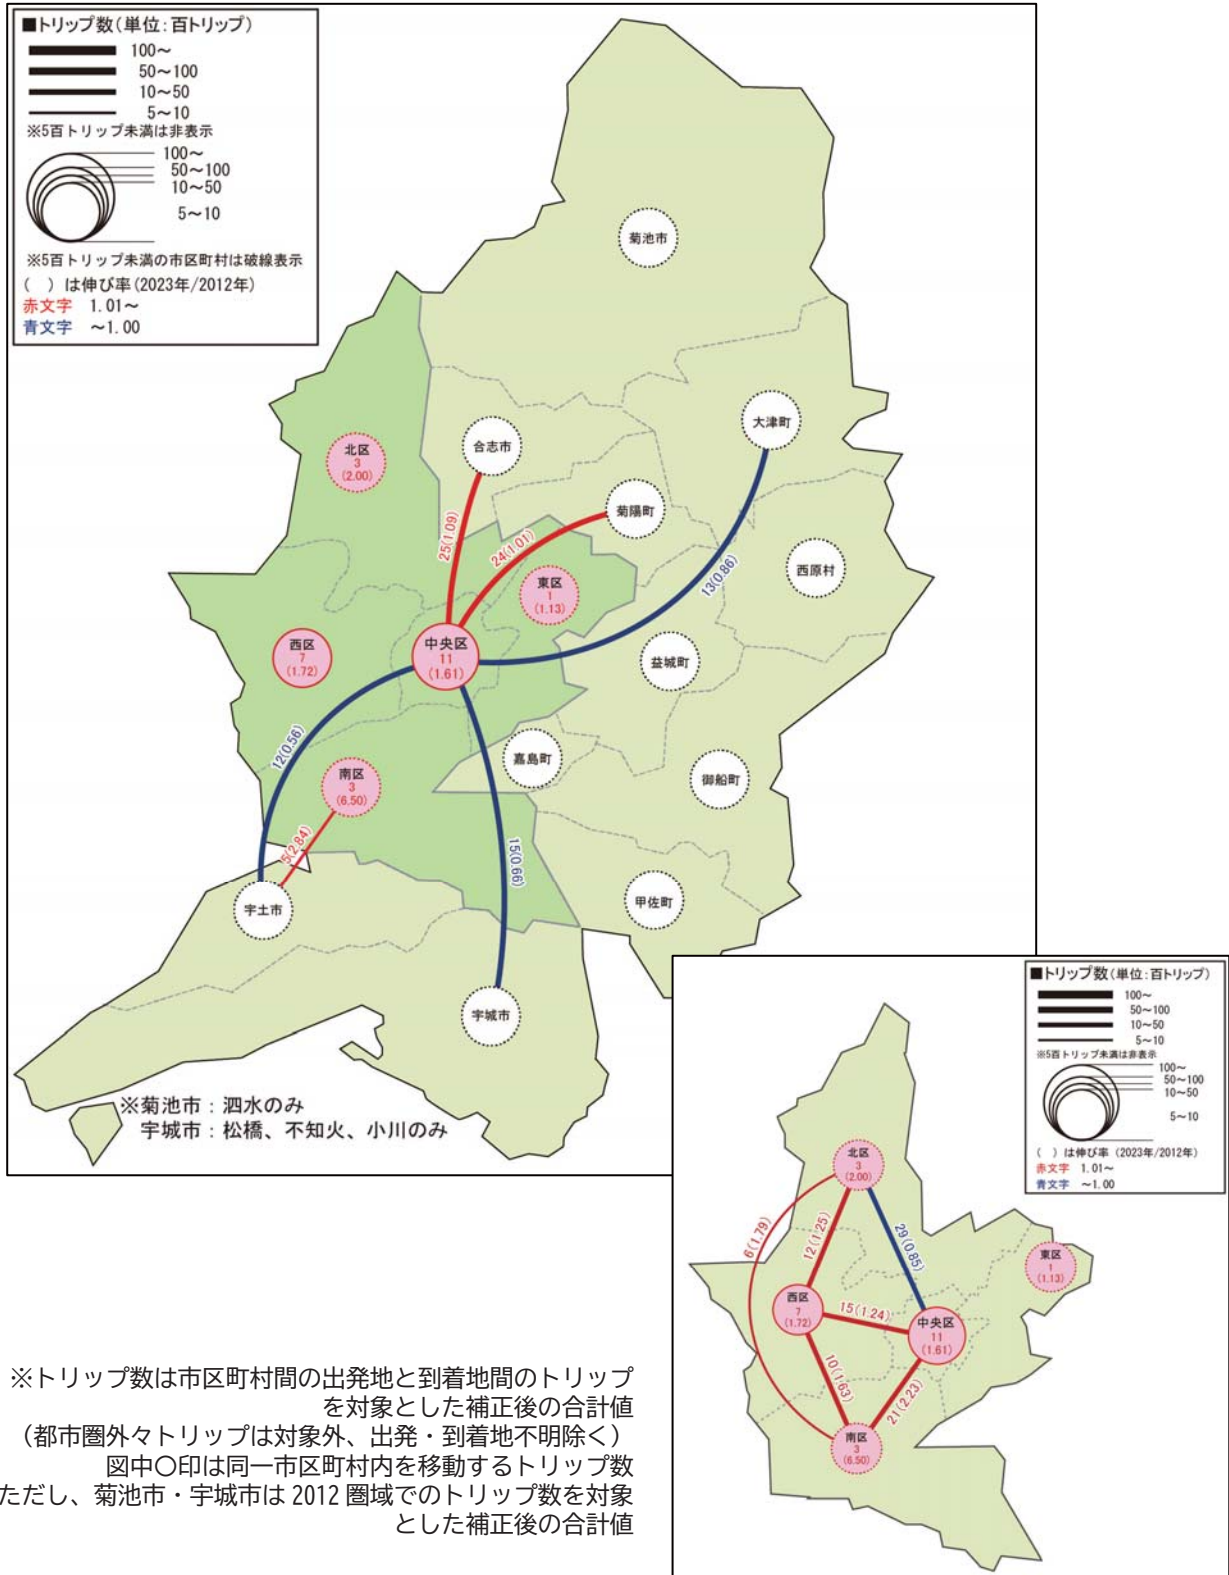 ■トリップ数(単位:百トリップ)
100～
50～100
10～50
5～10
※5百トリップ未満は非表示
100～
50～100
10～50
5～10
※5百トリップ未満の市区町村は破線表示
(　)は伸び率(2023年/2012年)
赤文字　1.01～
青文字　～1.00
菊池市
大津町
合志市
北区
3
(2.00)
菊陽町
25(1.09)
24(1.01)
13(0.86)
西原村
東区
1
(1.13)
西区
7
(1.72)
中央区
11
(1.61)
益城町
12(0.56)
嘉島町
御船町
南区
3
(6.50)
5(2.84)
15(0.66)
宇土市
甲佐町
宇城市
※菊池市：泗水のみ
宇城市：松橋、不知火、小川のみ
■トリップ数(単位:百トリップ)
100～
50～100
10～50
5～10
※5百トリップ未満は非表示
100～
50～100
10～50
5～10
(　)は伸び率(2023年/2012年)
赤文字　1.01～
青文字　～1.00
北区
3
(2.00)
6(1.79)
12(1.25)
29(0.85)
東区
1
(1.13)
西区
7
(1.72)
15(1.24)
中央区
11
(1.61)
10(1.63)
21(2.23)
南区
3
(6.50)
※トリップ数は市区町村間の出発地と到着地間のトリップ
を対象とした補正後の合計値
（都市圏外々トリップは対象外、出発・到着地不明除く）
図中〇印は同一市区町村内を移動するトリップ数
ただし、菊池市・宇城市は2012圏域でのトリップ数を対象
とした補正後の合計値